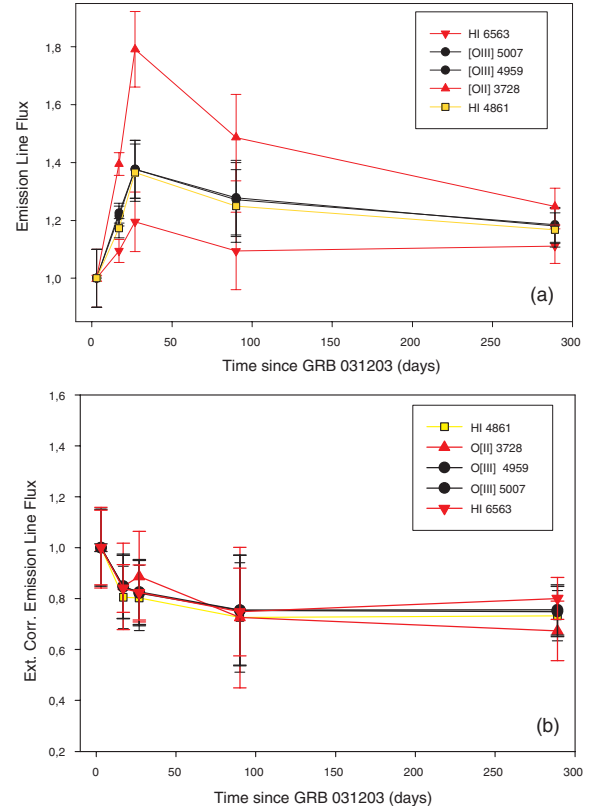 (a)
1,8
1,6
1,4
1,2
1,0
Emission Line Flux
HI 6563
[OIII] 5007
[OIII] 4959
[OII] 3728
HI 4861
0 50 100 150 200 250 300
Time since GRB 031203 (days)
1,6
1,4
1,2
1,0
0,8
0,6
0,4
0,2
Ext. Corr. Emission Line Flux
HI 4861
O[II] 3728
O[III] 4959
O[III] 5007
HI 6563
(b)
0 50 100 150 200 250 300
Time since GRB 031203 (days)